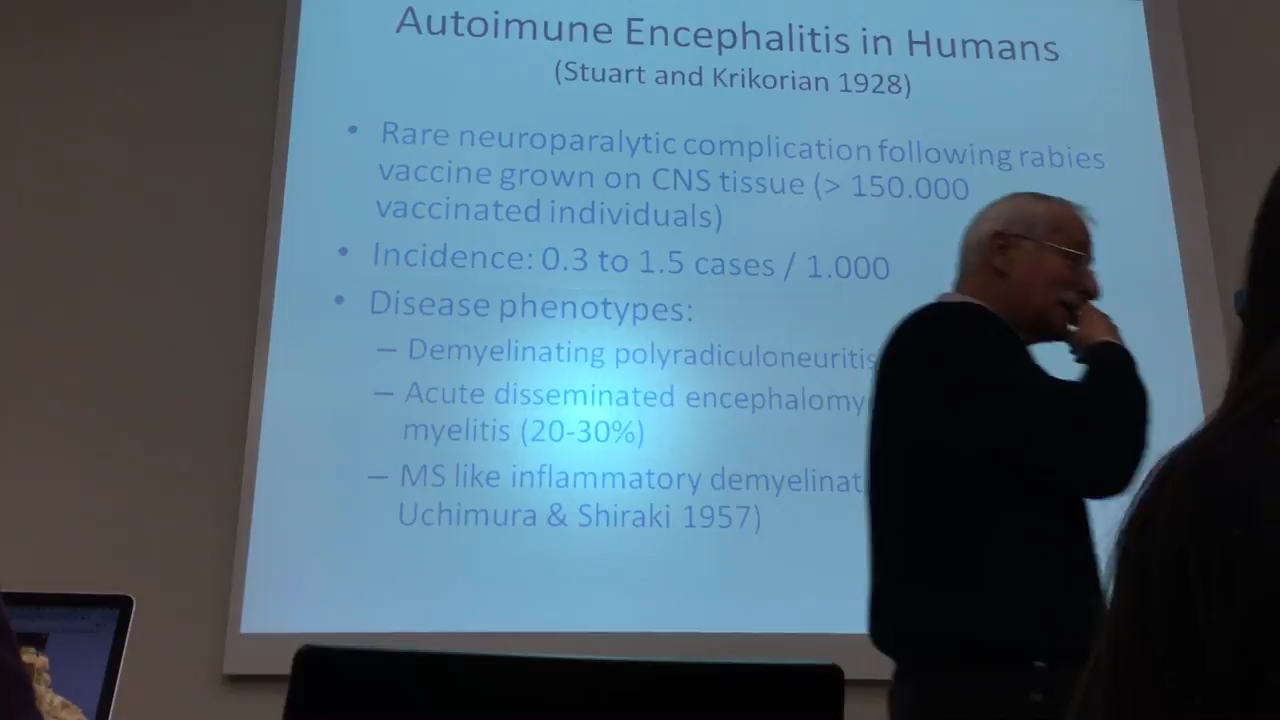 Autoimune Encephalitis in Humans
(Stuart and Krikorian 1928)
• Rare neuroparalytic complication following rabies
vaccine grown on CNS tissue (> 150.000
vaccinated individuals)
• Incidence: 0.3 to 1.5 cases / 1.000
• Disease phenotypes:
– Demyelinating polyradiculoneuritis
– Acute disseminated encephalomy
myelitis (20-30%)
– MS like inflammatory demyelinat
Uchimura & Shiraki 1957)